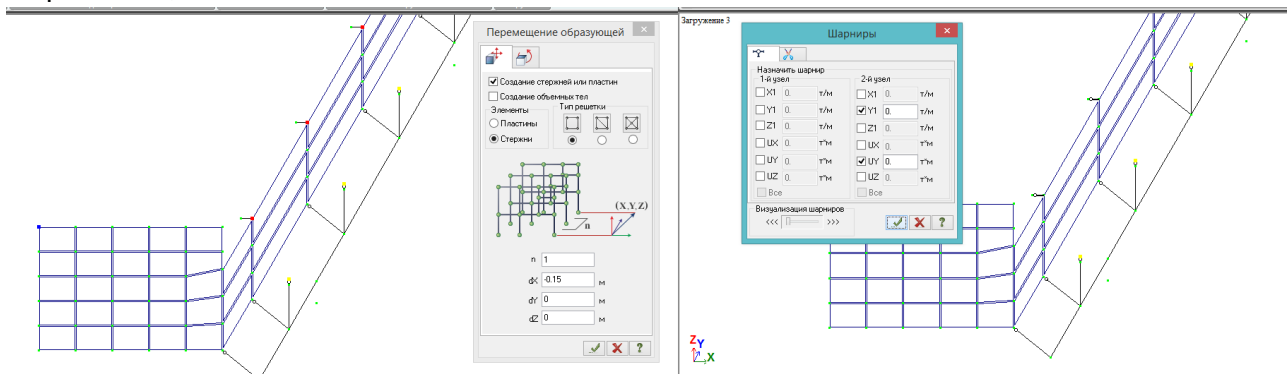 Перемещение образующей
Создание стержней или пластин
Создание объемных тел
Элементы
Тип решетки
Пластины
Стержни
(X,Y,Z)
n
n 1
dX -0.15 м
dY 0 м
dZ 0 м
?
Загружение 3
Шарниры
Назначить шарнир
1-й узел 2-й узел
X1 0. т/м X1 0. т/м
Y1 0. т/м Y1 0. т/м
Z1 0. т/м Z1 0. т/м
UX 0. т*м UX 0. т*м
UY 0. т*м UY 0. т*м
UZ 0. т*м UZ 0. т*м
Все Все
Визуализация шарниров
<<< >>> ?
Z Y
X